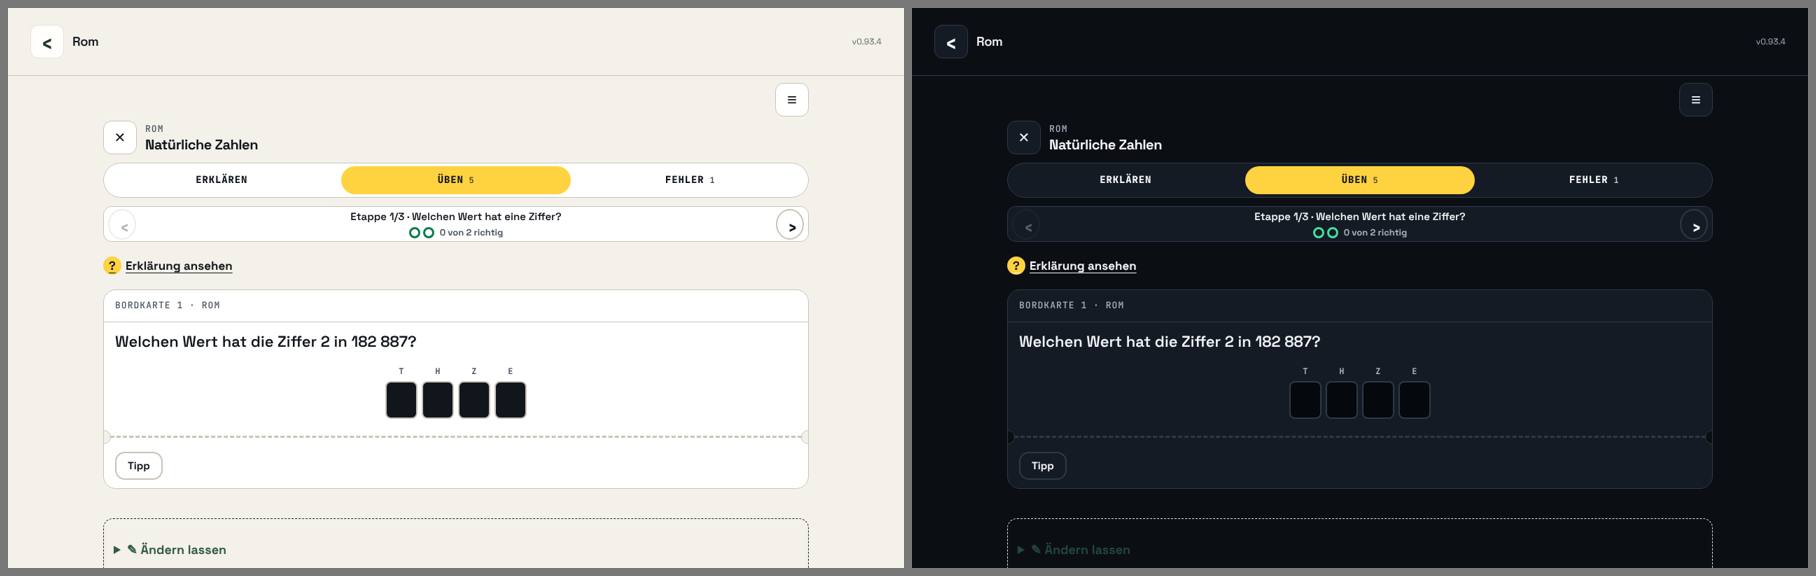 < Rom
v0.93.4
≡
✕
ROM
Natürliche Zahlen
ERKLÄREN ÜBEN 5 FEHLER 1
< Etappe 1/3 · Welchen Wert hat eine Ziffer? >
0 von 2 richtig
? Erklärung ansehen
BORDKARTE 1 · ROM
Welchen Wert hat die Ziffer 2 in 182 887?
T H Z E
Tipp
▶ ✎ Ändern lassen
< Rom
v0.93.4
≡
✕
ROM
Natürliche Zahlen
ERKLÄREN ÜBEN 5 FEHLER 1
< Etappe 1/3 · Welchen Wert hat eine Ziffer? >
0 von 2 richtig
? Erklärung ansehen
BORDKARTE 1 · ROM
Welchen Wert hat die Ziffer 2 in 182 887?
T H Z E
Tipp
▶ ✎ Ändern lassen